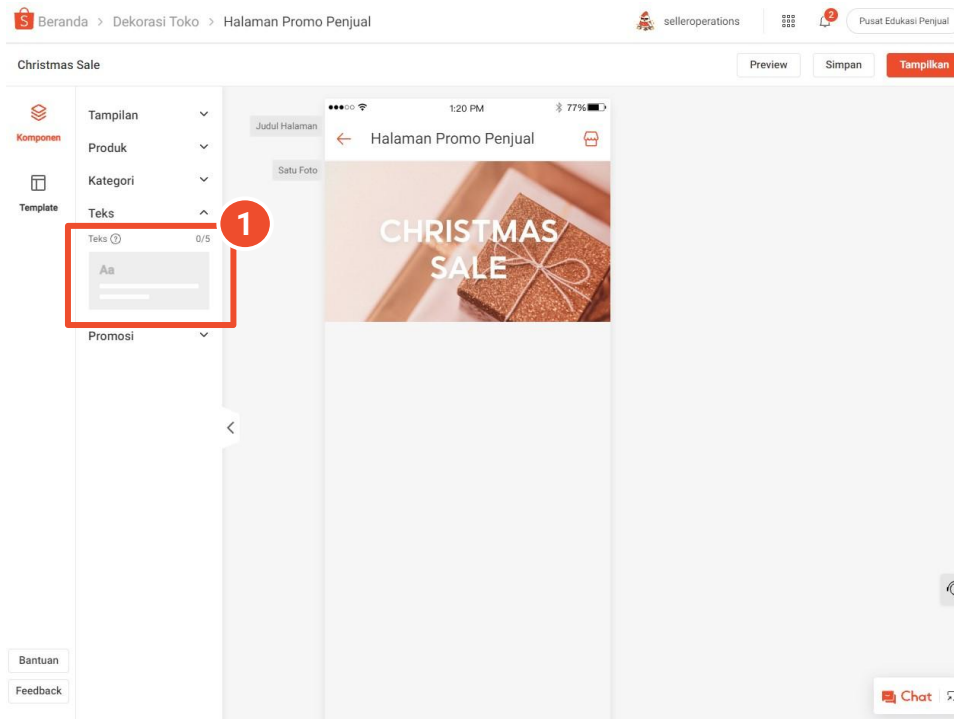 Beranda > Dekorasi Toko > Halaman Promo Penjual
selleroperations
2
Pusat Edukasi Penjual
Christmas Sale
Preview
Simpan
Tampilkan
Komponen
Template
Tampilan
Produk
Kategori
Teks
Teks ? 0/5
Aa
1
Promosi
Judul Halaman
Satu Foto
1:20 PM
77%
Halaman Promo Penjual
CHRISTMAS
SALE
Bantuan
Feedback
Chat